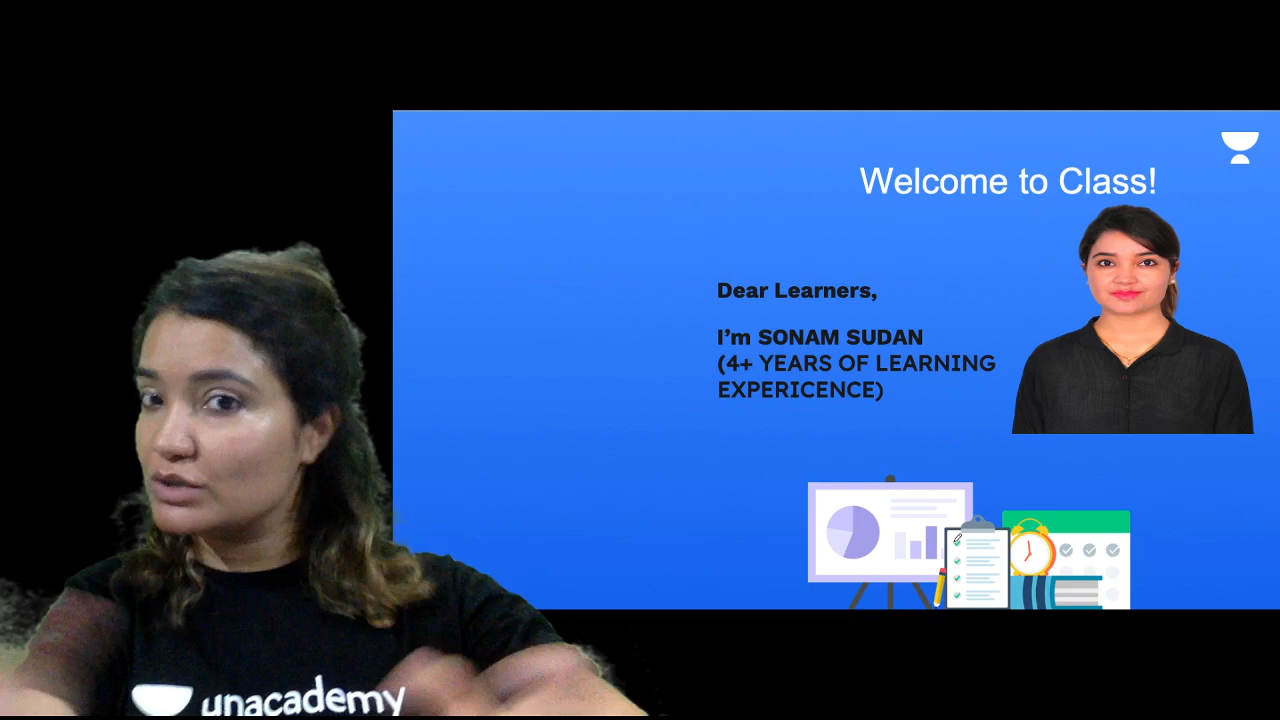 Welcome to Class!
Dear Learners,
I'm SONAM SUDAN
(4+ YEARS OF LEARNING
EXPERICENCE)
unacademy